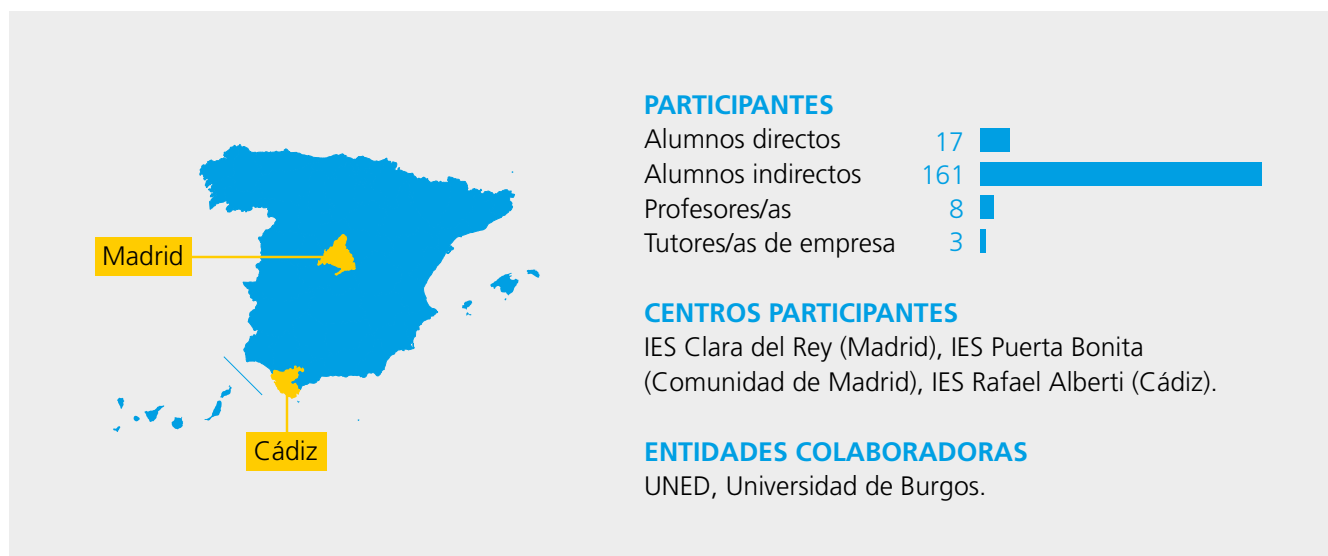 Madrid
Cádiz
PARTICIPANTES
Alumnos directos 17
Alumnos indirectos 161
Profesores/as 8
Tutores/as de empresa 3
CENTROS PARTICIPANTES
IES Clara del Rey (Madrid), IES Puerta Bonita
(Comunidad de Madrid), IES Rafael Alberti (Cádiz).
ENTIDADES COLABORADORAS
UNED, Universidad de Burgos.